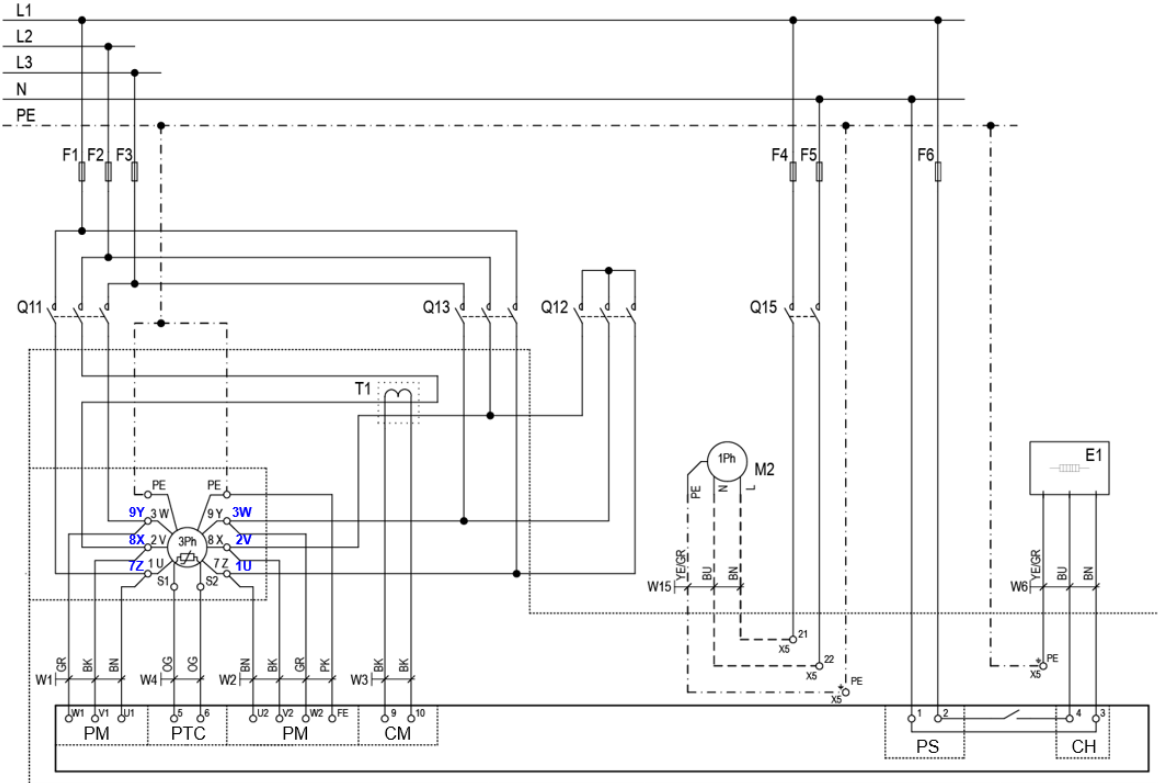 L1
L2
L3
N
PE
F1 F2 F3 F4 F5 F6
Q11 Q13 Q12 Q15
T1
1Ph M2 E1
PE N L
PE PE
9Y 3 W 9 Y 3W
8X 2 V 3Ph 8 X 2V
7Z 1 U 7 Z 1U
S1 S2
YE/GR BU BN
W15
YE/GR BU BN
W6
21
X5
22
X5
PE
X5
PE
X5
W1 GR BK BN
W4 OG OG
W2 BN BK GR PK
W3 BK BK
W1 V1 U1 5 6 U2 V2 W2 FE 9 10 1 2 4 3
PM PTC PM CM PS CH